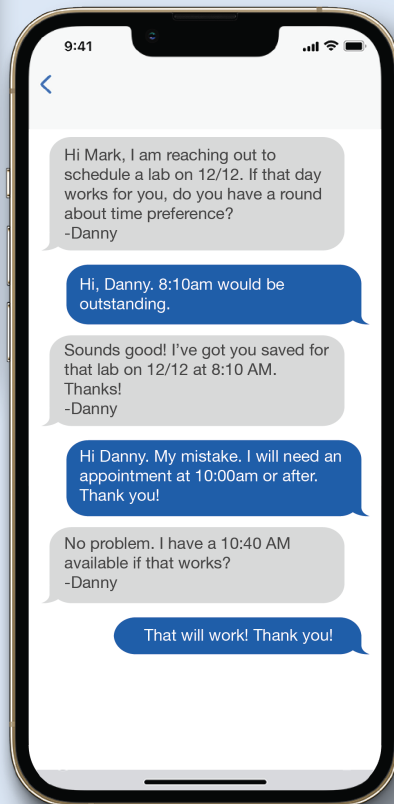 9:41
Hi Mark, I am reaching out to
schedule a lab on 12/12. If that day
works for you, do you have a round
about time preference?
-Danny
Hi, Danny. 8:10am would be
outstanding.
Sounds good! I’ve got you saved for
that lab on 12/12 at 8:10 AM.
Thanks!
-Danny
Hi Danny. My mistake. I will need an
appointment at 10:00am or after.
Thank you!
No problem. I have a 10:40 AM
available if that works?
-Danny
That will work! Thank you!